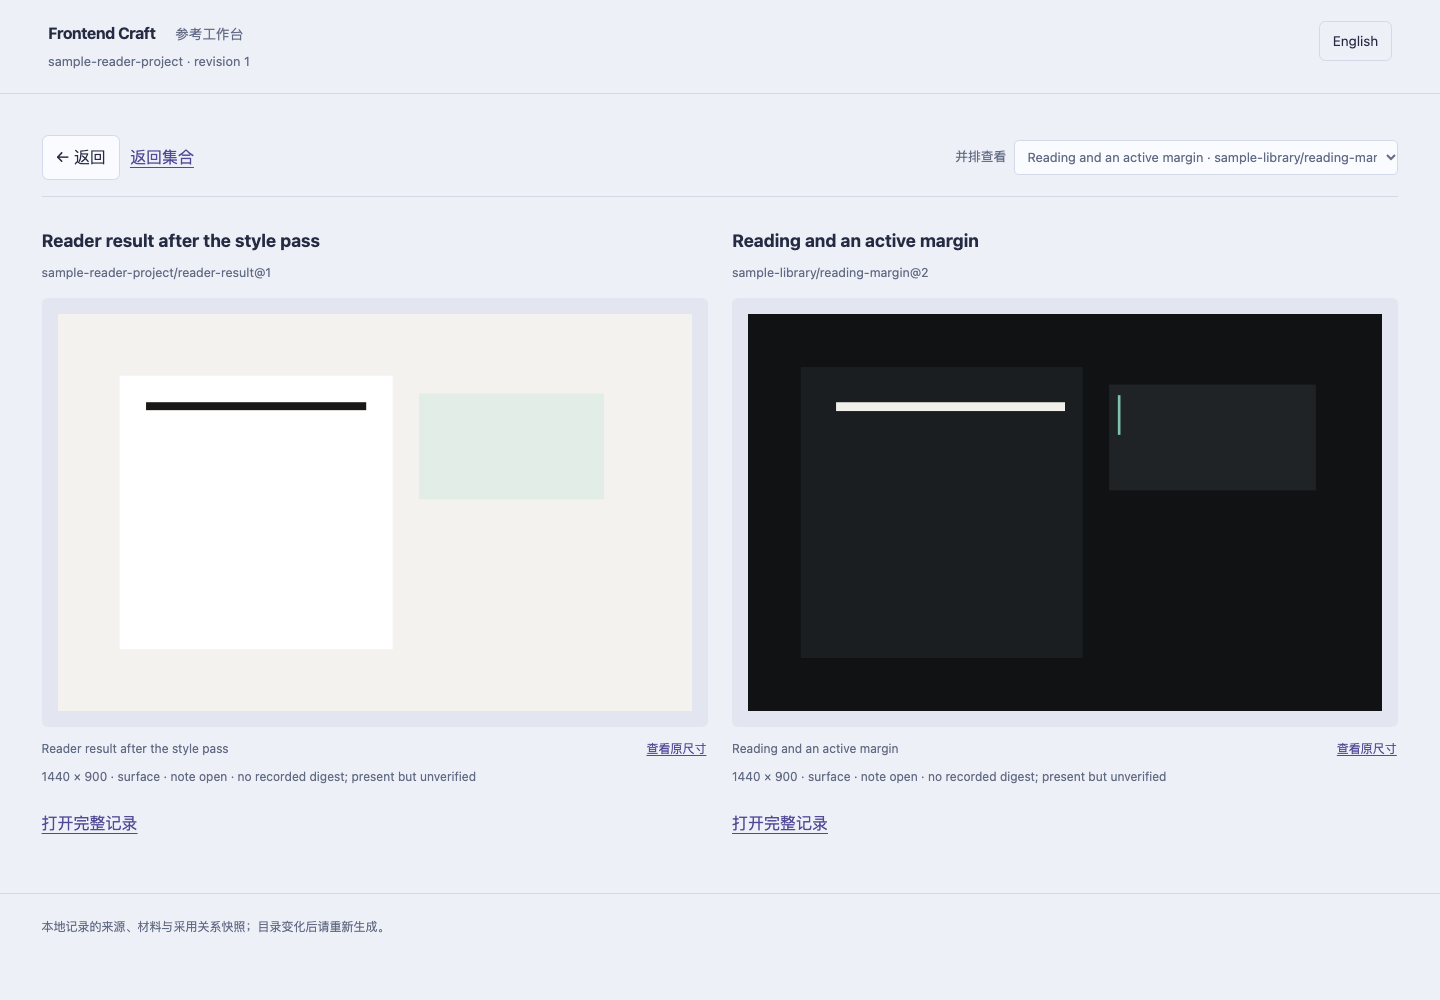 Frontend Craft 参考工作台
sample-reader-project · revision 1
English
← 返回 返回集合
并排查看 Reading and an active margin · sample-library/reading-mar
Reader result after the style pass
sample-reader-project/reader-result@1
Reader result after the style pass 查看原尺寸
1440 × 900 · surface · note open · no recorded digest; present but unverified
打开完整记录
Reading and an active margin
sample-library/reading-margin@2
Reading and an active margin 查看原尺寸
1440 × 900 · surface · note open · no recorded digest; present but unverified
打开完整记录
本地记录的来源、材料与采用关系快照；目录变化后请重新生成。